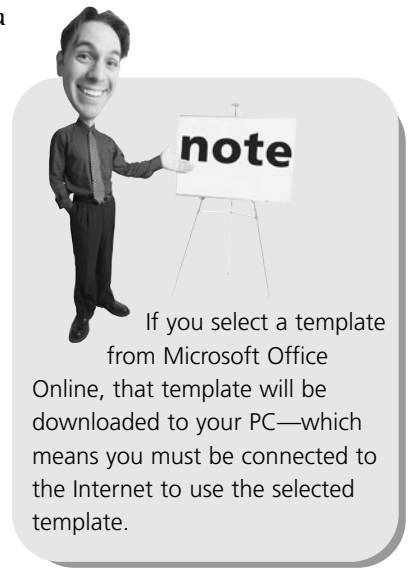 a
note
If you select a template
from Microsoft Office
Online, that template will be
downloaded to your PC—which
means you must be connected to
the Internet to use the selected
template.